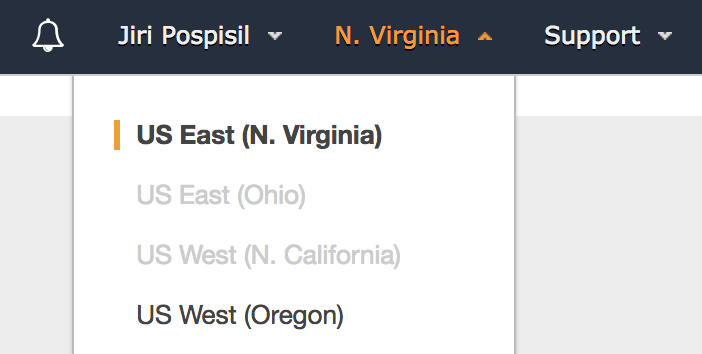 Jiri Pospisil N. Virginia Support
US East (N. Virginia)
US East (Ohio)
US West (N. California)
US West (Oregon)